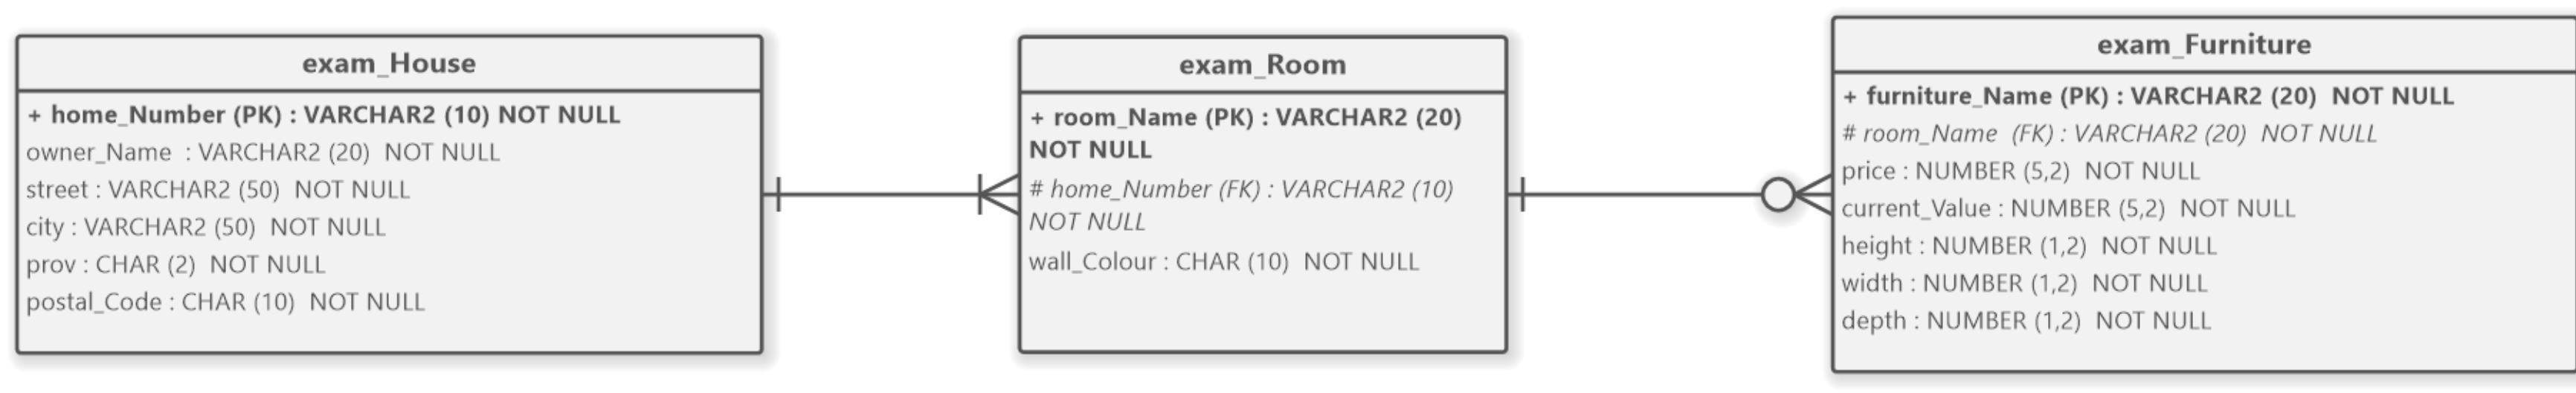 exam_House
+ home_Number (PK) : VARCHAR2 (10) NOT NULL
owner_Name : VARCHAR2 (20) NOT NULL
street : VARCHAR2 (50) NOT NULL
city : VARCHAR2 (50) NOT NULL
prov : CHAR (2) NOT NULL
postal_Code : CHAR (10) NOT NULL
exam_Room
+ room_Name (PK) : VARCHAR2 (20)
NOT NULL
# home_Number (FK) : VARCHAR2 (10)
NOT NULL
wall_Colour : CHAR (10) NOT NULL
exam_Furniture
+ furniture_Name (PK) : VARCHAR2 (20) NOT NULL
# room_Name (FK) : VARCHAR2 (20) NOT NULL
price : NUMBER (5,2) NOT NULL
current_Value : NUMBER (5,2) NOT NULL
height : NUMBER (1,2) NOT NULL
width : NUMBER (1,2) NOT NULL
depth : NUMBER (1,2) NOT NULL